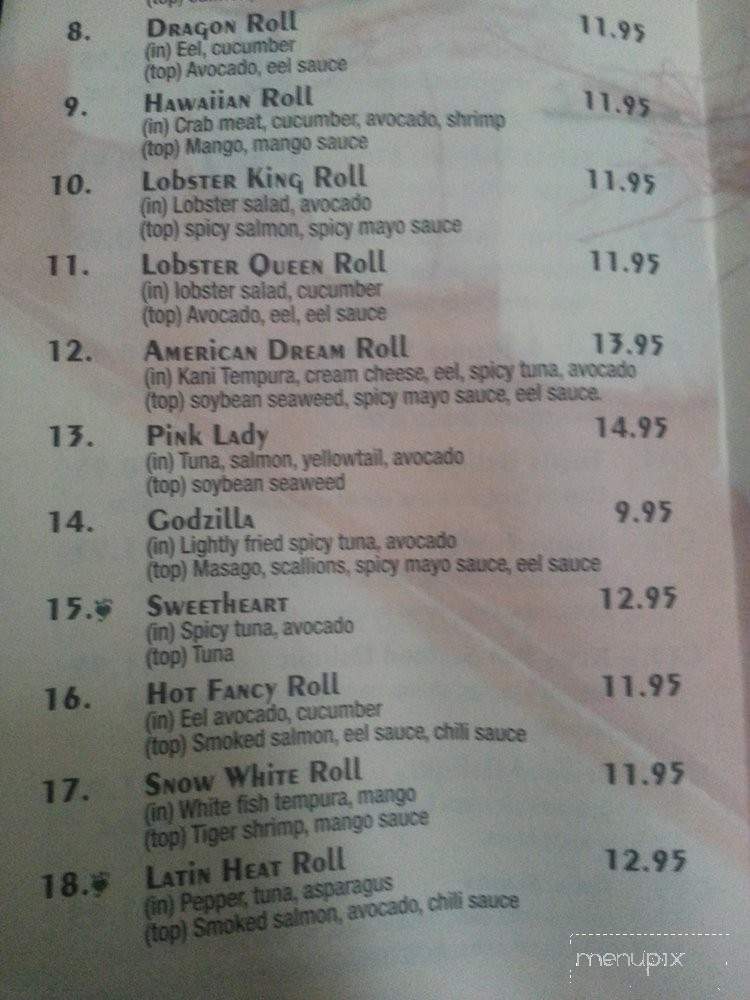 8. Dragon Roll 11.95
(in) Eel, cucumber
(top) Avocado, eel sauce
9. Hawaiian Roll 11.95
(in) Crab meat, cucumber, avocado, shrimp
(top) Mango, mango sauce
10. Lobster King Roll 11.95
(in) Lobster salad, avocado
(top) spicy salmon, spicy mayo sauce
11. Lobster Queen Roll 11.95
(in) lobster salad, cucumber
(top) Avocado, eel, eel sauce
12. American Dream Roll 13.95
(in) Kani Tempura, cream cheese, eel, spicy tuna, avocado
(top) soybean seaweed, spicy mayo sauce, eel sauce.
13. Pink Lady 14.95
(in) Tuna, salmon, yellowtail, avocado
(top) soybean seaweed
14. Godzilla 9.95
(in) Lightly fried spicy tuna, avocado
(top) Masago, scallions, spicy mayo sauce, eel sauce
15. Sweetheart 12.95
(in) Spicy tuna, avocado
(top) Tuna
16. Hot Fancy Roll 11.95
(in) Eel avocado, cucumber
(top) Smoked salmon, eel sauce, chili sauce
17. Snow White Roll 11.95
(in) White fish tempura, mango
(top) Tiger shrimp, mango sauce
18. Latin Heat Roll 12.95
(in) Pepper, tuna, asparagus
(top) Smoked salmon, avocado, chili sauce
menupix